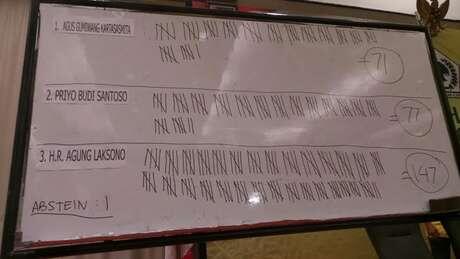 1. AGUS GUMIWANG KARTASASMITA
= 71
2. PRIYO BUDI SANTOSO
= 77
3. H.R. AGUNG LAKSONO
= 147
ABSTEIN : 1